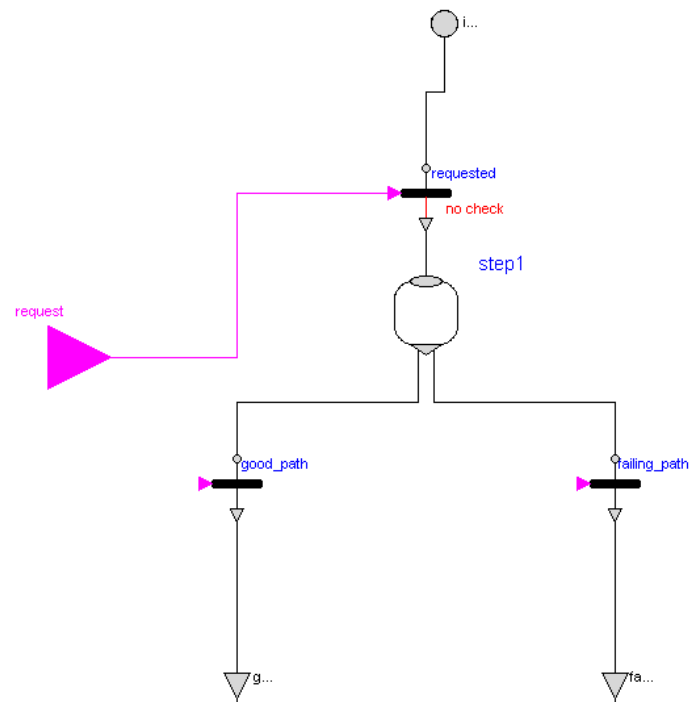 i...
requested
no check
step1
request
good_path
failing_path
g...
fa...